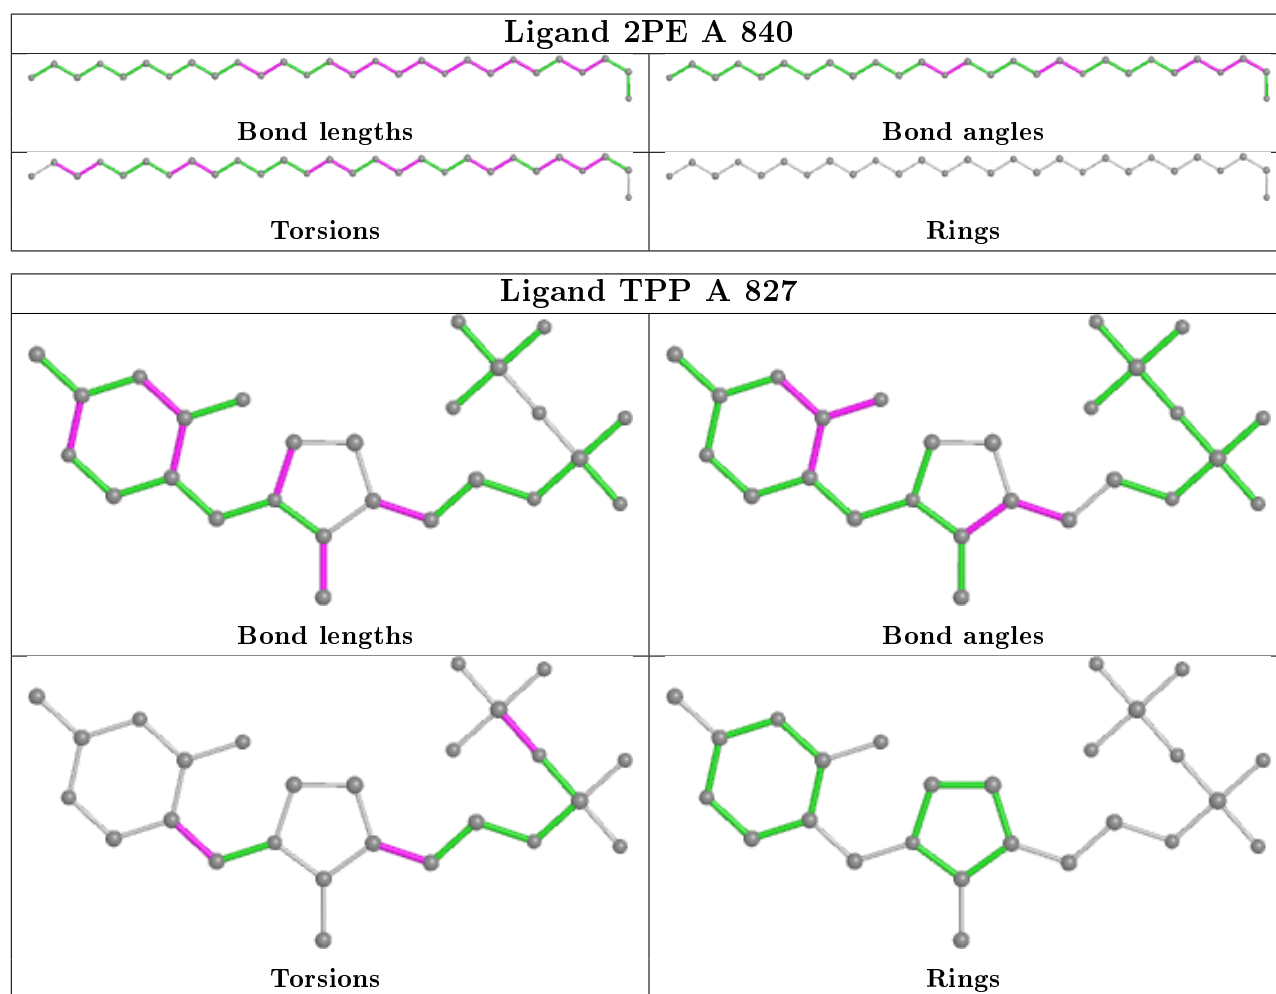 Ligand 2PE A 840
Bond lengths
Bond angles
Torsions
Rings
Ligand TPP A 827
Bond lengths
Bond angles
Torsions
Rings